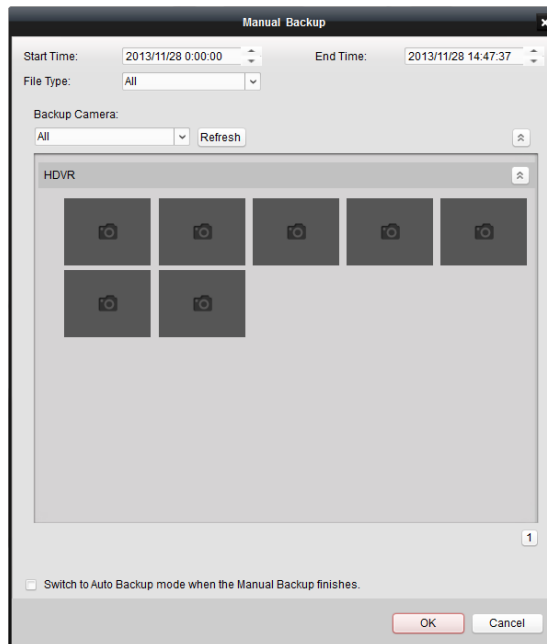 Manual Backup
Start Time: 2013/11/28 0:00:00 End Time: 2013/11/28 14:47:37
File Type: All
Backup Camera:
All Refresh
HDVR
1
Switch to Auto Backup mode when the Manual Backup finishes.
OK Cancel